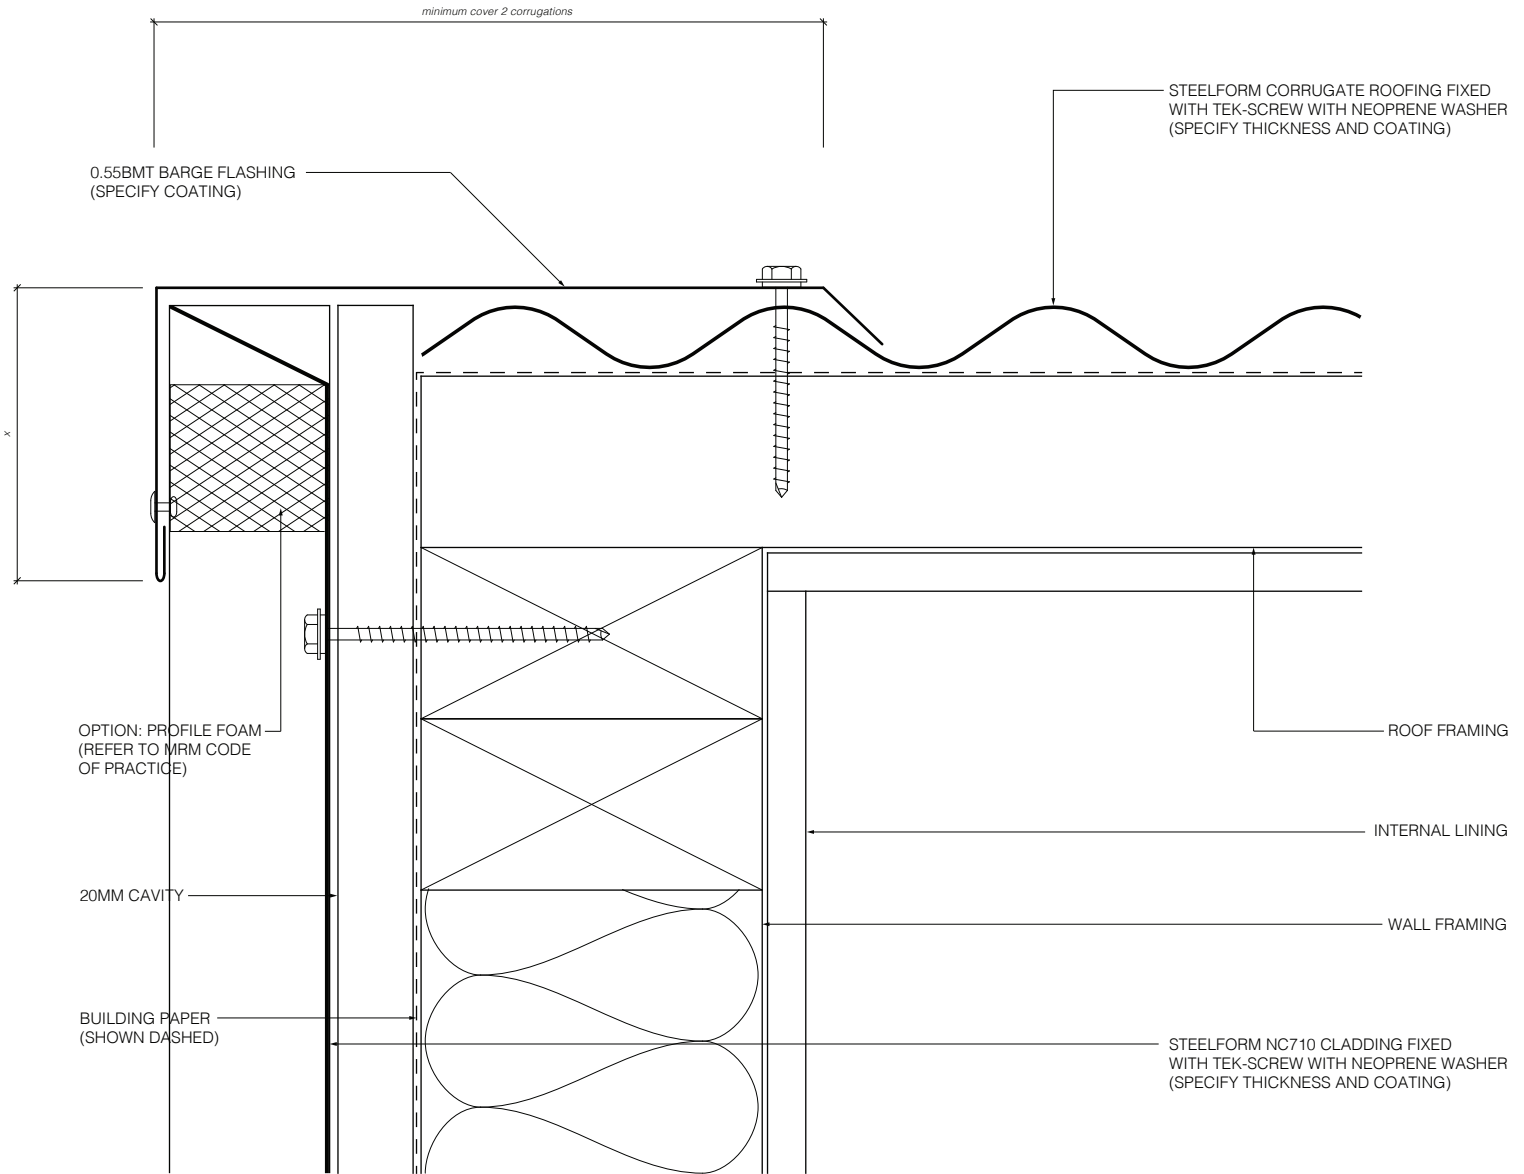 minimum cover 2 corrugations
STEELFORM CORRUGATE ROOFING FIXED
WITH TEK-SCREW WITH NEOPRENE WASHER
(SPECIFY THICKNESS AND COATING)
0.55BMT BARGE FLASHING
(SPECIFY COATING)
x
OPTION: PROFILE FOAM
(REFER TO MRM CODE
OF PRACTICE)
ROOF FRAMING
INTERNAL LINING
20MM CAVITY
WALL FRAMING
BUILDING PAPER
(SHOWN DASHED)
STEELFORM NC710 CLADDING FIXED
WITH TEK-SCREW WITH NEOPRENE WASHER
(SPECIFY THICKNESS AND COATING)